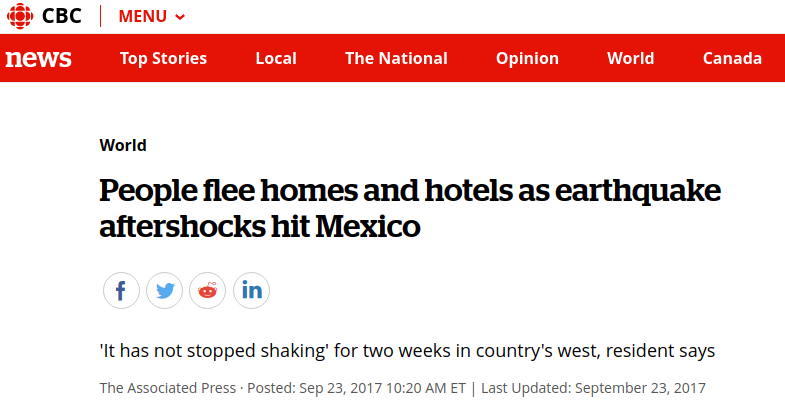 CBC MENU
news Top Stories Local The National Opinion World Canada
World
People flee homes and hotels as earthquake
aftershocks hit Mexico
f in
'It has not stopped shaking' for two weeks in country's west, resident says
The Associated Press · Posted: Sep 23, 2017 10:20 AM ET | Last Updated: September 23, 2017